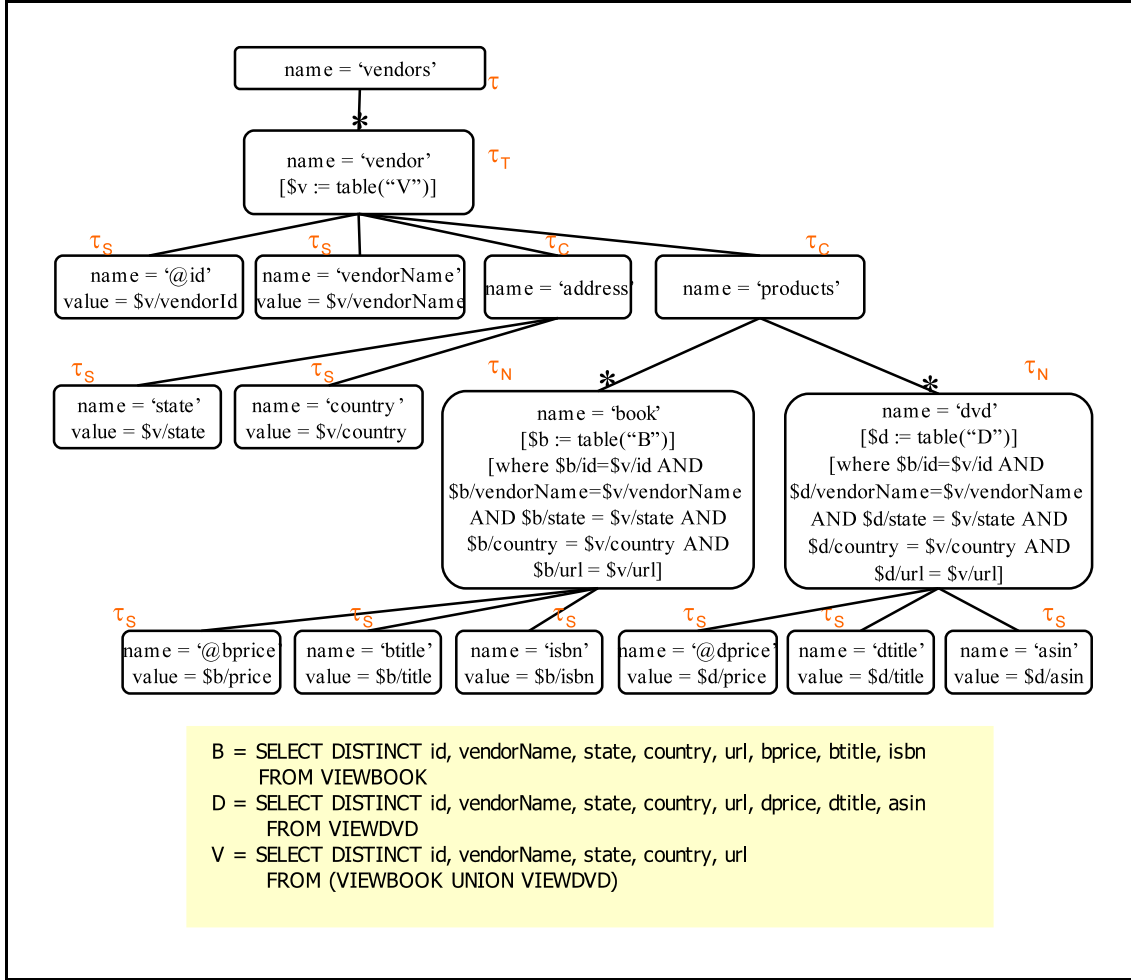 name = ‘vendors’
τ
*
name = ‘vendor’
[$v := table(“V”)]
τT
τS
τS
τC
τC
name = ‘@id’
value = $v/vendorId
name = ‘vendorName’
value = $v/vendorName
name = ‘address’
name = ‘products’
τS
τS
τN
*
*
τN
name = ‘state’
value = $v/state
name = ‘country’
value = $v/country
name = ‘book’
[$b := table(“B”)]
[where $b/id=$v/id AND
$b/vendorName=$v/vendorName
AND $b/state = $v/state AND
$b/country = $v/country AND
$b/url = $v/url]
name = ‘dvd’
[$d := table(“D”)]
[where $b/id=$v/id AND
$d/vendorName=$v/vendorName
AND $d/state = $v/state AND
$d/country = $v/country AND
$d/url = $v/url]
τS
τS
τS
τS
τS
τS
name = ‘@bprice’
value = $b/price
name = ‘btitle’
value = $b/title
name = ‘isbn’
value = $b/isbn
name = ‘@dprice’
value = $d/price
name = ‘dtitle’
value = $d/title
name = ‘asin’
value = $d/asin
B = SELECT DISTINCT id, vendorName, state, country, url, bprice, btitle, isbn
FROM VIEWBOOK
D = SELECT DISTINCT id, vendorName, state, country, url, dprice, dtitle, asin
FROM VIEWDVD
V = SELECT DISTINCT id, vendorName, state, country, url
FROM (VIEWBOOK UNION VIEWDVD)